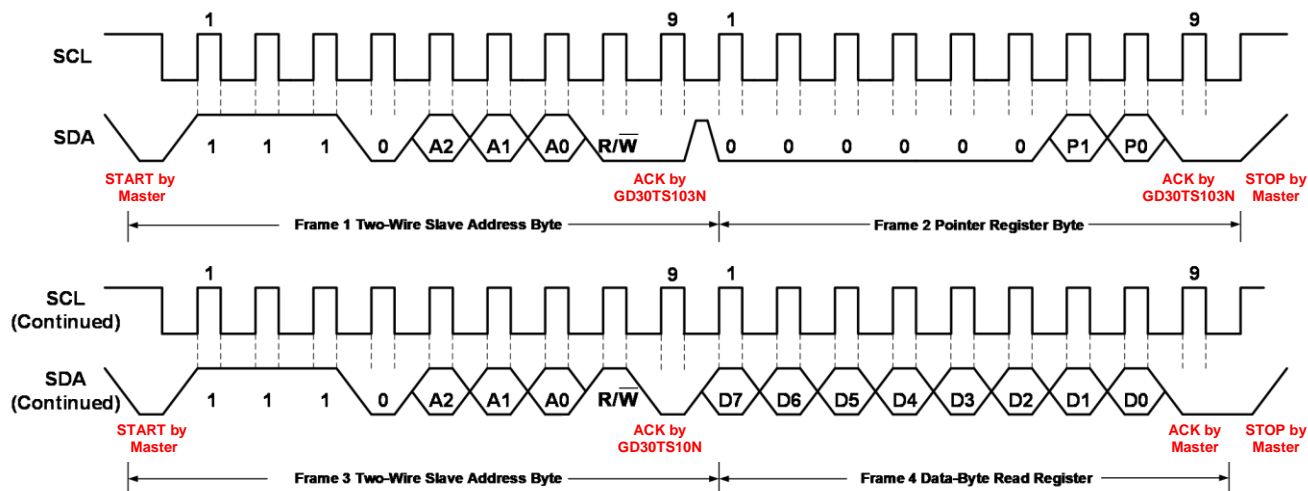 1 9 1 9
SCL
SDA
1 1 1 0 A2 A1 A0 R/W̅ 0 0 0 0 0 0 P1 P0
START by
Master
ACK by
GD30TS103N
ACK by
GD30TS103N
STOP by
Master
Frame 1 Two-Wire Slave Address Byte
Frame 2 Pointer Register Byte
1 9 1 9
SCL
(Continued)
SDA
(Continued)
1 1 1 0 A2 A1 A0 R/W̅ D7 D6 D5 D4 D3 D2 D1 D0
START by
Master
ACK by
GD30TS10N
ACK by
Master
STOP by
Master
Frame 3 Two-Wire Slave Address Byte
Frame 4 Data-Byte Read Register